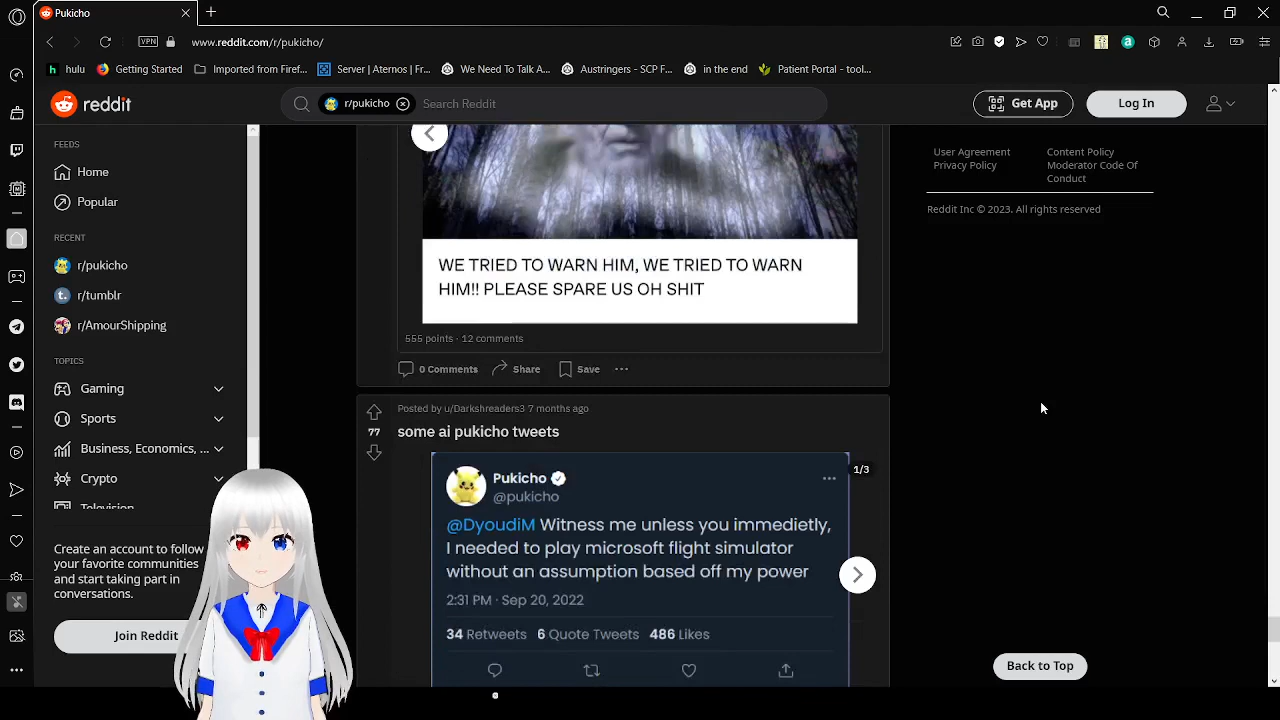 Pukicho
www.reddit.com/r/pukicho/
VPN
hulu
Getting Started
Imported from Firef...
Server | Aternos | Fr...
We Need To Talk A...
Austringers - SCP F...
in the end
Patient Portal - tool...
reddit
r/pukicho
Search Reddit
Get App
Log In
FEEDS
Home
Popular
RECENT
r/pukicho
r/tumblr
r/AmourShipping
TOPICS
Gaming
Sports
Business, Economics, ...
Crypto
Television
Create an account to follow
your favorite communities
and start taking part in
conversations.
Join Reddit
WE TRIED TO WARN HIM, WE TRIED TO WARN
HIM!! PLEASE SPARE US OH SHIT
555 points · 12 comments
0 Comments
Share
Save
Posted by u/Darkshreaders3 7 months ago
77
some ai pukicho tweets
1/3
Pukicho
@pukicho
@DyoudiM Witness me unless you immedietly,
I needed to play microsoft flight simulator
without an assumption based off my power
2:31 PM · Sep 20, 2022
34 Retweets 6 Quote Tweets 486 Likes
User Agreement
Privacy Policy
Content Policy
Moderator Code Of
Conduct
Reddit Inc © 2023. All rights reserved
Back to Top